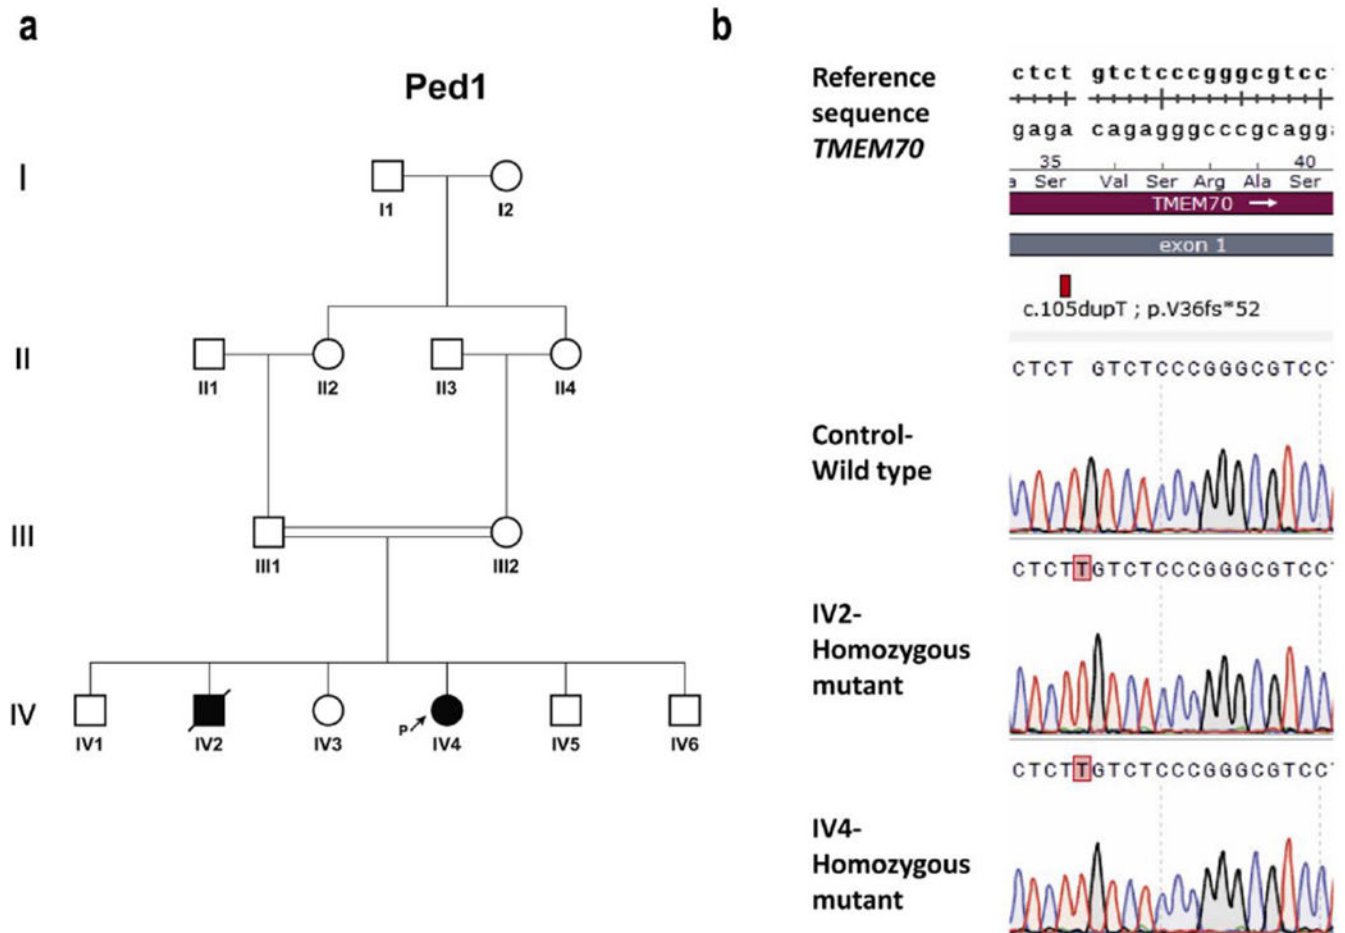 a
Ped1
I
I1
I2
II
II1
II2
II3
II4
III
III1
III2
IV
P
IV1
IV2
IV3
IV4
IV5
IV6
b
Reference
sequence
TMEM70
ctct gtctcccgggcgtcc
gaga cagagggcccgcagg
35
40
Ser Val Ser Arg Ala Ser
TMEM70
exon 1
c.105dupT ; p.V36fs*52
CTCT GTCTCCCGGGCGTCC
Control-
Wild type
CTCTTGTCTCCCGGGCGTCC
IV2-
Homozygous
mutant
CTCTTGTCTCCCGGGCGTCC
IV4-
Homozygous
mutant